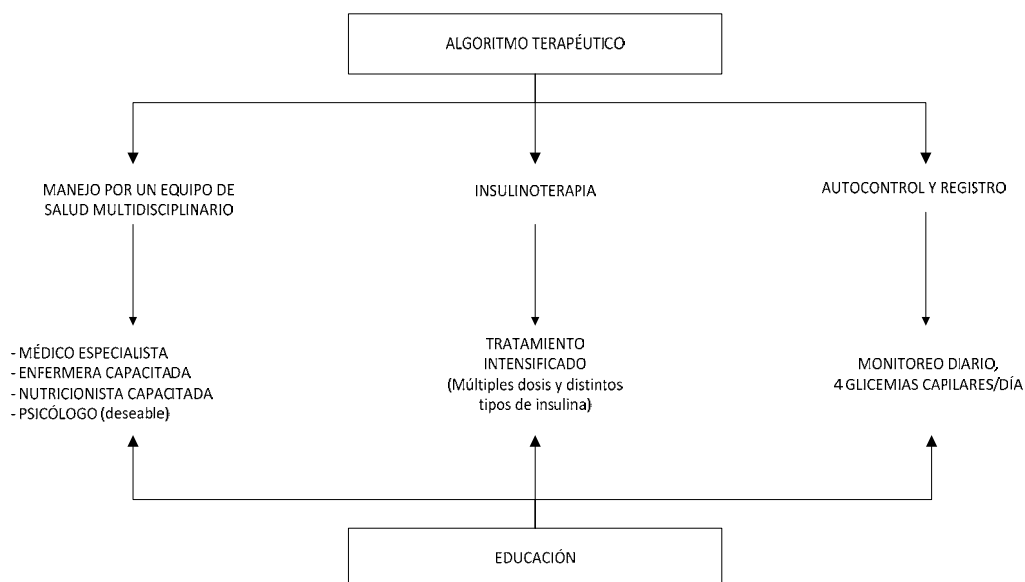 ALGORITMO TERAPÉUTICO
MANEJO POR UN EQUIPO DE
SALUD MULTIDISCIPLINARIO
INSULINOTERAPIA
AUTOCONTROL Y REGISTRO
- MÉDICO ESPECIALISTA
- ENFERMERA CAPACITADA
- NUTRICIONISTA CAPACITADA
- PSICÓLOGO (deseable)
TRATAMIENTO
INTENSIFICADO
(Múltiples dosis y distintos
tipos de insulina)
MONITOREO DIARIO,
4 GLICEMIAS CAPILARES/DÍA
EDUCACIÓN